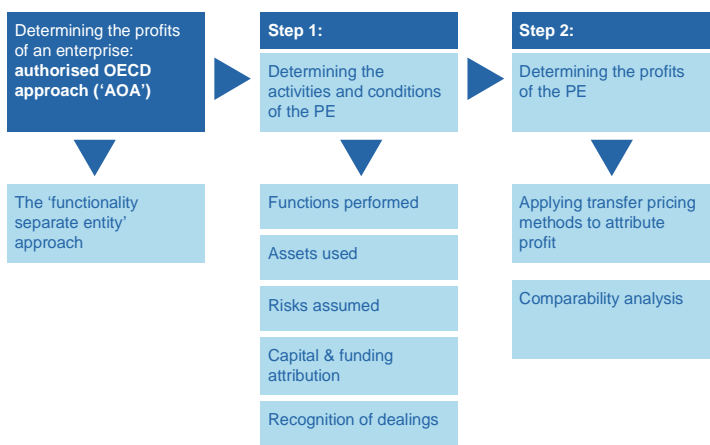 Determining the profits
of an enterprise:
authorised OECD
approach (‘AOA’)
The ‘functionality
separate entity’
approach
Step 1:
Determining the
activities and conditions
of the PE
Functions performed
Assets used
Risks assumed
Capital & funding
attribution
Recognition of dealings
Step 2:
Determining the profits
of the PE
Applying transfer pricing
methods to attribute
profit
Comparability analysis